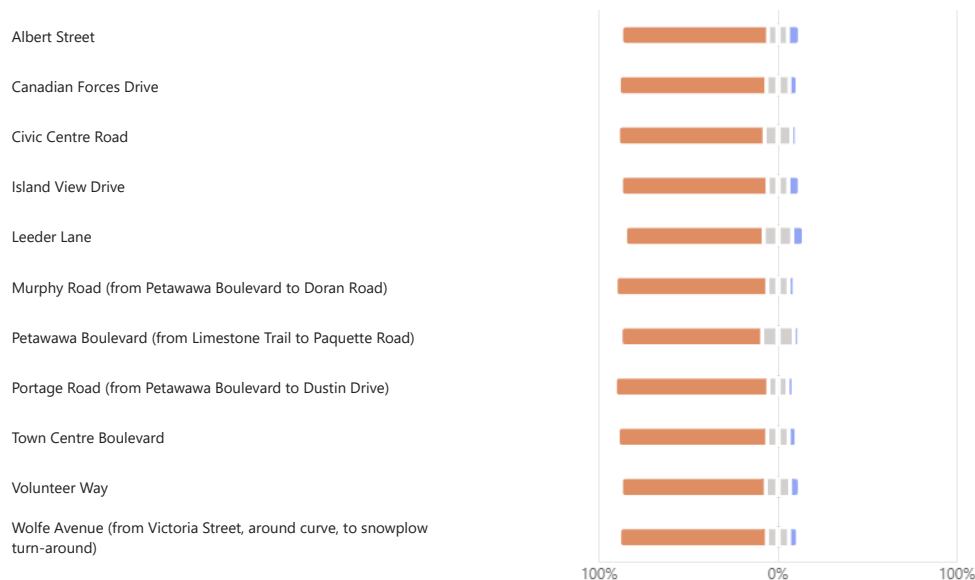 Albert Street
Canadian Forces Drive
Civic Centre Road
Island View Drive
Leeder Lane
Murphy Road (from Petawawa Boulevard to Doran Road)
Petawawa Boulevard (from Limestone Trail to Paquette Road)
Portage Road (from Petawawa Boulevard to Dustin Drive)
Town Centre Boulevard
Volunteer Way
Wolfe Avenue (from Victoria Street, around curve, to snowplow
turn-around)
100% 0% 100%